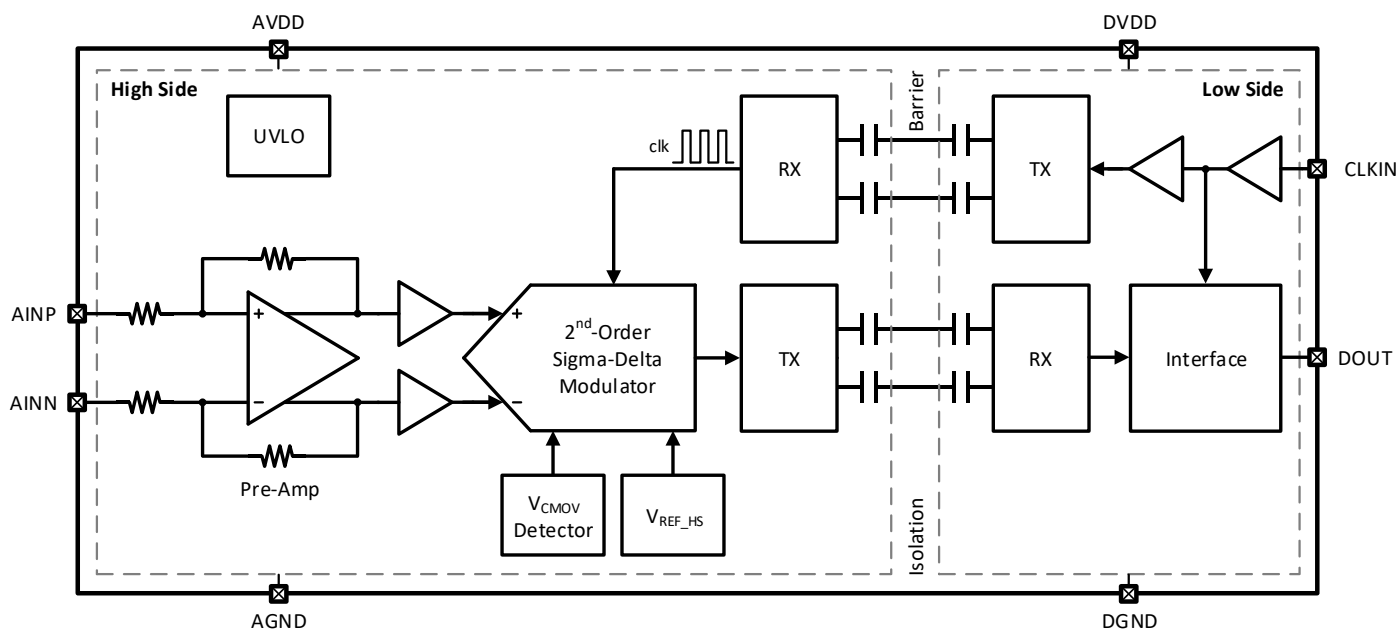 AVDD
DVDD
High Side
Low Side
UVLO
Barrier
clk
RX
TX
CLKIN
AINP
+
+
2nd-Order
Sigma-Delta
Modulator
TX
RX
Interface
DOUT
AINN
−
−
Pre-Amp
VCMOV
Detector
VREF_HS
Isolation
AGND
DGND